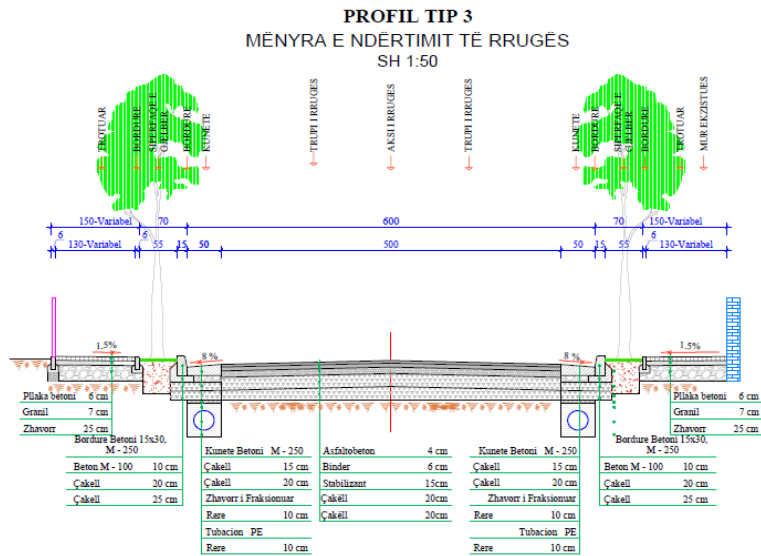 PROFIL TIP 3
MËNYRA E NDËRTIMIT TË RRUGËS
SH 1:50
TROTUAR
BORDURE
SIPERFAQE E
GJELBER
BORDURE
KUNETE
TRUPI I RRUGES
AKSI I RRUGES
TRUPI I RRUGES
KUNETE
BORDURE
SIPERFAQE E
GJELBER
BORDURE
TROTUAR
MUR EKZISTUES
150-Variabel 70 600 70 150-Variabel
6 6 6
130-Variabel 55 15 50 500 50 15 55 130-Variabel
1,5% 8 % 8 % 1,5%
Pllaka betoni 6 cm
Granil 7 cm
Zhavorr 25 cm
Bordure Betoni 15x30,
M - 250
Beton M - 100 10 cm
Çakell 20 cm
Çakell 25 cm
Kunete Betoni M - 250
Çakell 15 cm
Çakell 20 cm
Zhavorr i Fraksionuar
Rere 10 cm
Tubacion PE
Rere 10 cm
Asfaltobeton 4 cm
Binder 6 cm
Stabilizant 15cm
Çakëll 20cm
Çakëll 20cm
Kunete Betoni M - 250
Çakell 15 cm
Çakell 20 cm
Zhavorr i Fraksionuar
Rere 10 cm
Tubacion PE
Rere 10 cm
Bordure Betoni 15x30,
M - 250
Beton M - 100 10 cm
Çakell 20 cm
Çakell 25 cm
Pllaka betoni 6 cm
Granil 7 cm
Zhavorr 25 cm